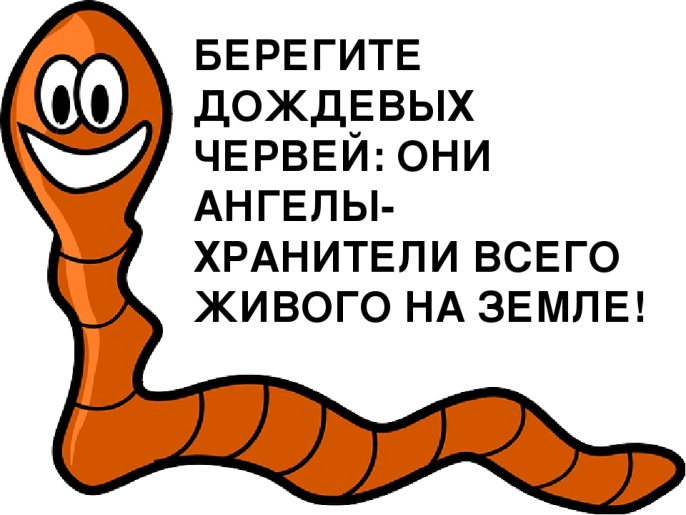 БЕРЕГИТЕ
ДОЖДЕВЫХ
ЧЕРВЕЙ: ОНИ
АНГЕЛЫ-
ХРАНИТЕЛИ ВСЕГО
ЖИВОГО НА ЗЕМЛЕ!